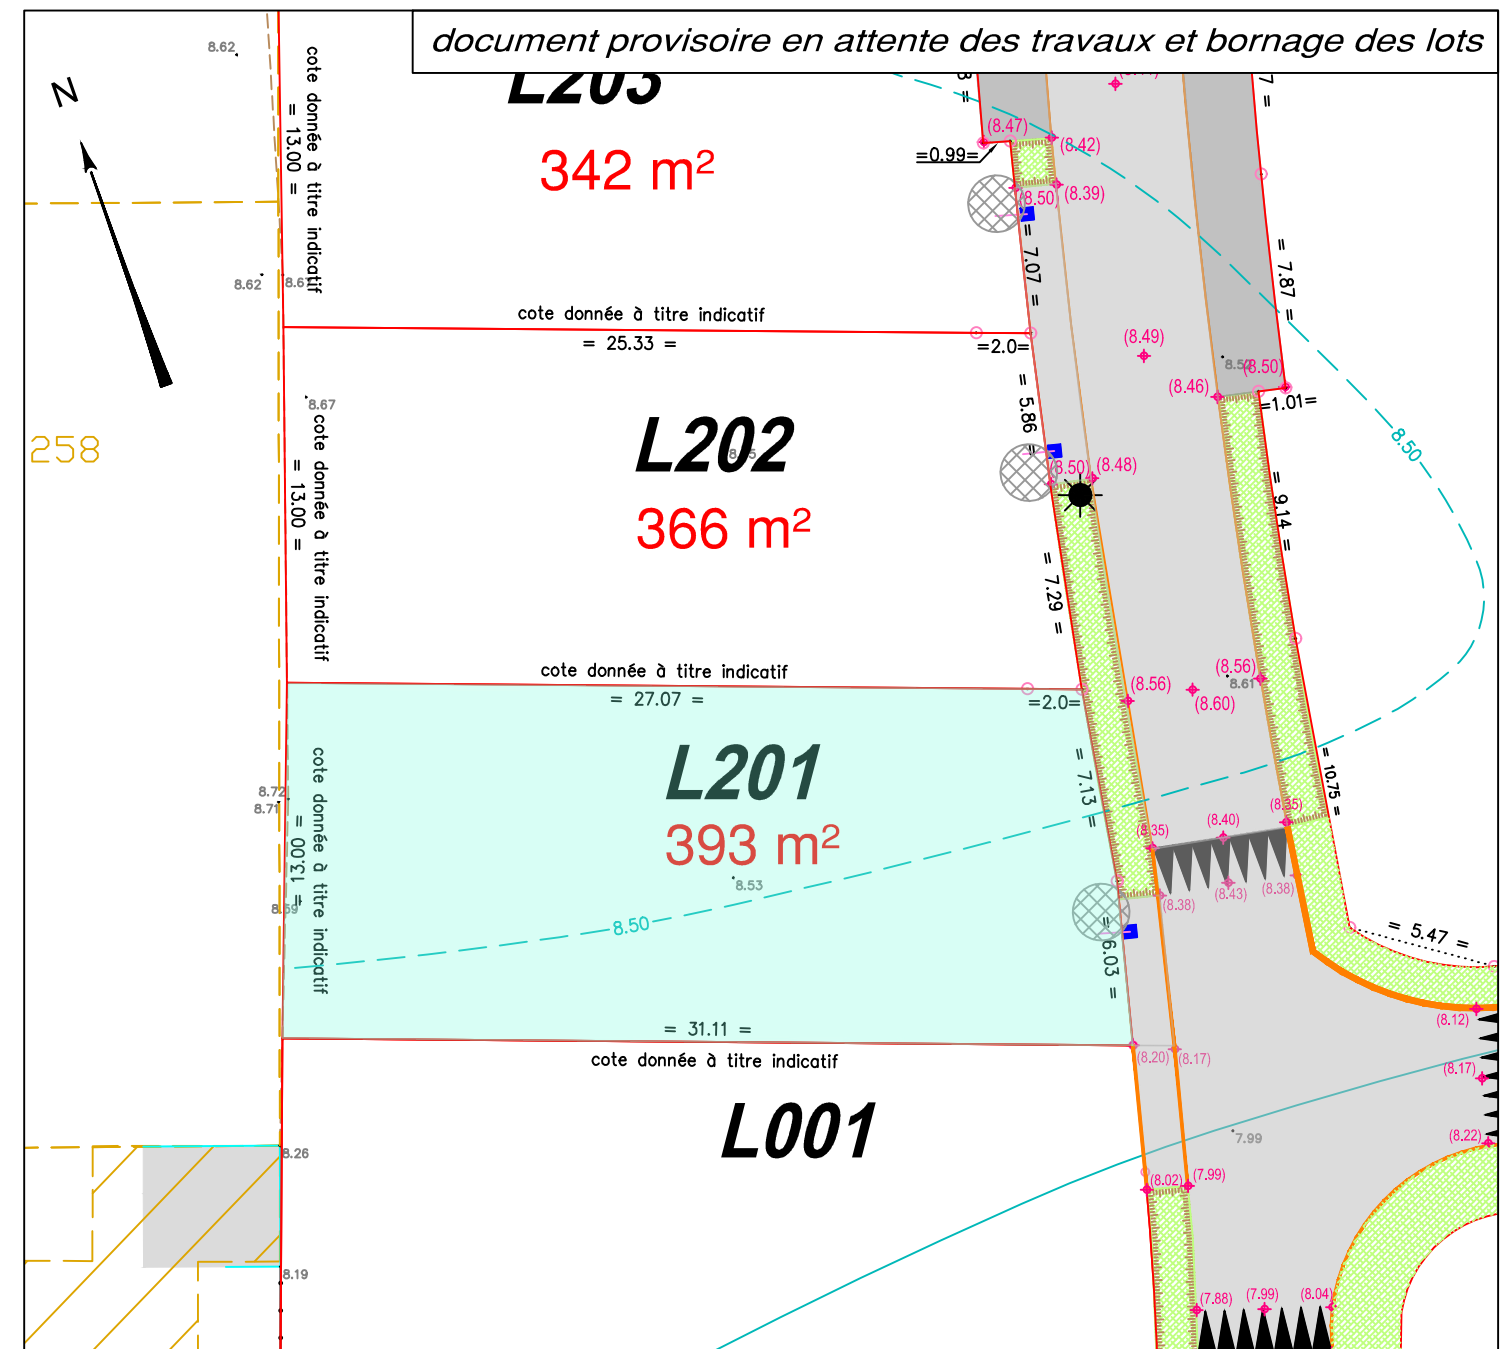 document provisoire en attente des travaux et bornage des lots
8.62
N
cote donnée à titre indicatif
= 13.00 =
L203
342 m²
(8.47)
(8.42)
=0.99=
(8.50)
(8.39)
= 7.07 =
= 7.87 =
8.62
cote donnée à titre indicatif
= 25.33 =
=2.0=
(8.49)
8.52
(8.50)
(8.46)
=1.01=
= 5.86 =
8.67
258
cote donnée à titre indicatif
= 13.00 =
L202
366 m²
(8.50)
(8.48)
8.50
= 9.14 =
= 7.29 =
cote donnée à titre indicatif
= 27.07 =
=2.0=
(8.56)
(8.60)
(8.56)
8.61
= 10.75 =
L201
393 m²
8.53
8.50
8.72
8.71
cote donnée à titre indicatif
= 13.00 =
= 7.13 =
(8.35)
(8.40)
(8.35)
(8.38)
(8.43)
(8.38)
= 5.47 =
= 6.03 =
= 31.11 =
cote donnée à titre indicatif
(8.20)
(8.17)
(8.12)
(8.17)
(8.22)
L001
7.99
8.26
(8.02)
(7.99)
8.19
(7.88)
(7.99)
(8.04)